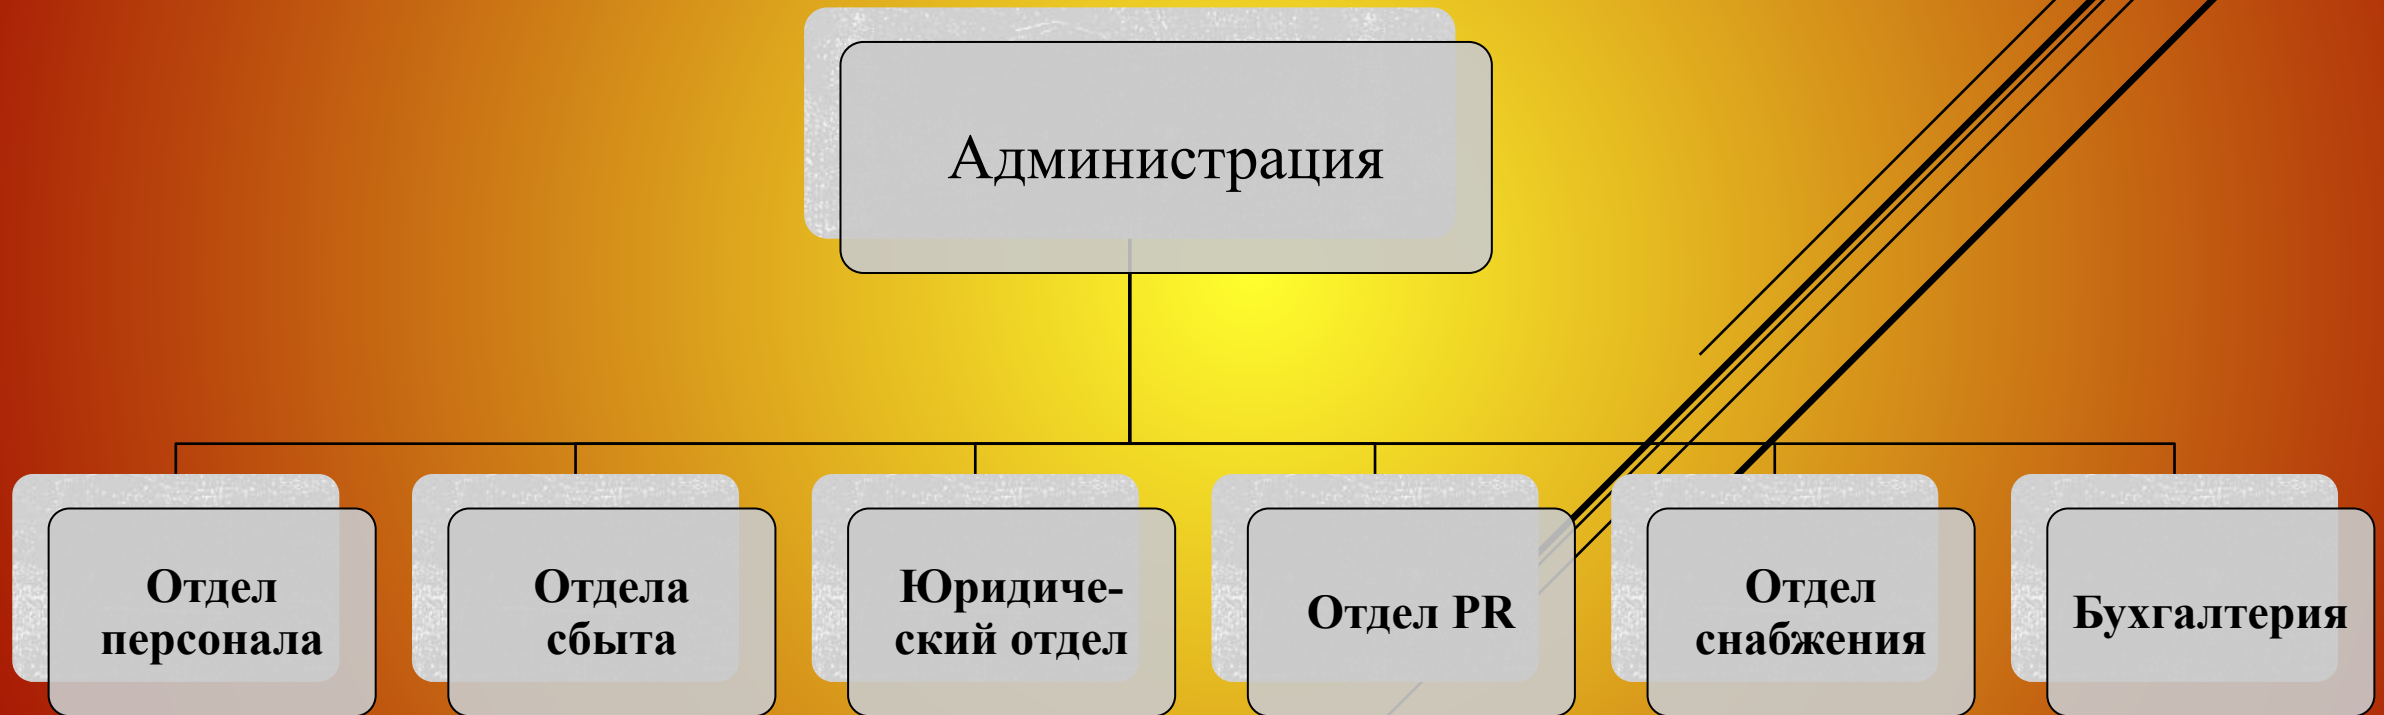 Администрация
Отдел
персонала
Отдела
сбыта
Юридиче-
ский отдел
Отдел PR
Отдел
снабжения
Бухгалтерия